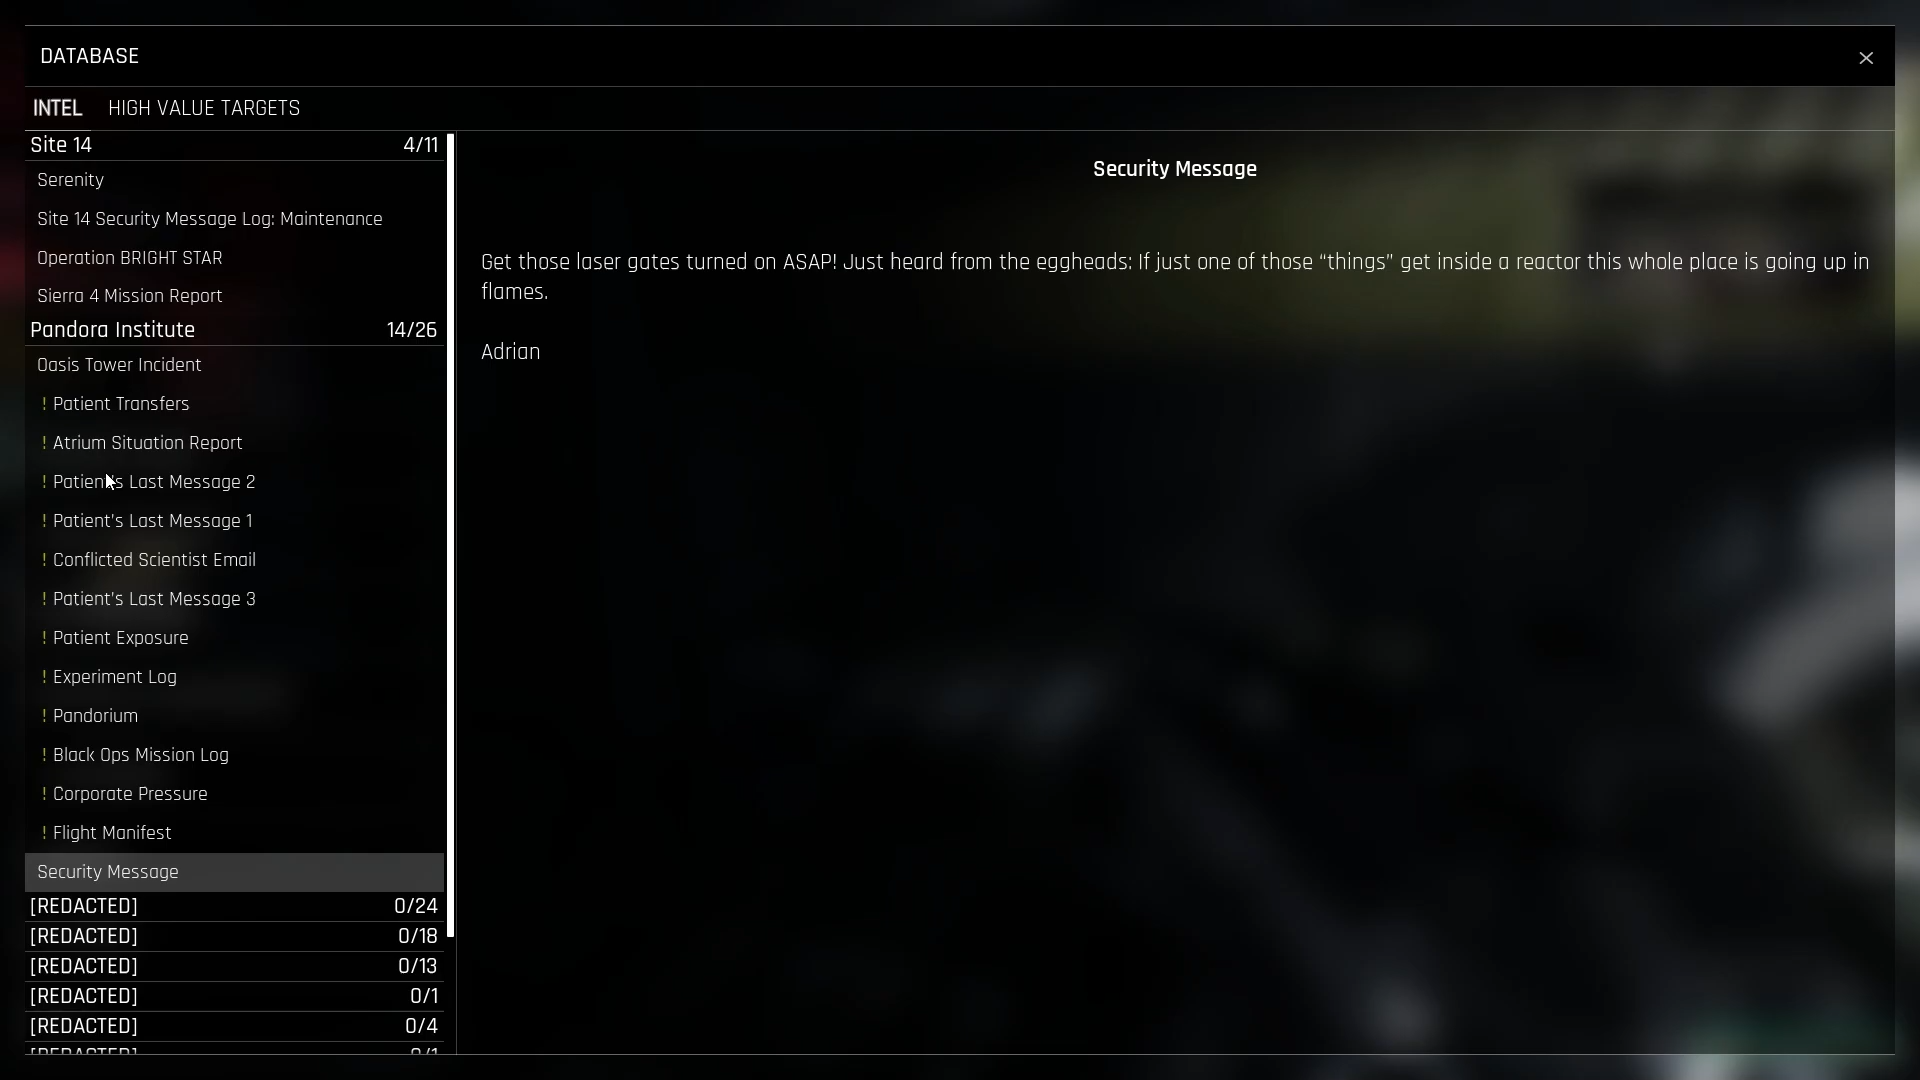 DATABASE
INTEL HIGH VALUE TARGETS
Site 14 4/11
Serenity
Site 14 Security Message Log: Maintenance
Operation BRIGHT STAR
Sierra 4 Mission Report
Pandora Institute 14/26
Oasis Tower Incident
! Patient Transfers
! Atrium Situation Report
! Patient's Last Message 2
! Patient's Last Message 1
! Conflicted Scientist Email
! Patient's Last Message 3
! Patient Exposure
! Experiment Log
! Pandorium
! Black Ops Mission Log
! Corporate Pressure
! Flight Manifest
Security Message
[REDACTED] 0/24
[REDACTED] 0/18
[REDACTED] 0/13
[REDACTED] 0/1
[REDACTED] 0/4
[REDACTED] 0/1
Security Message
Get those laser gates turned on ASAP! Just heard from the eggheads: If just one of those “things” get inside a reactor this whole place is going up in
flames.
Adrian